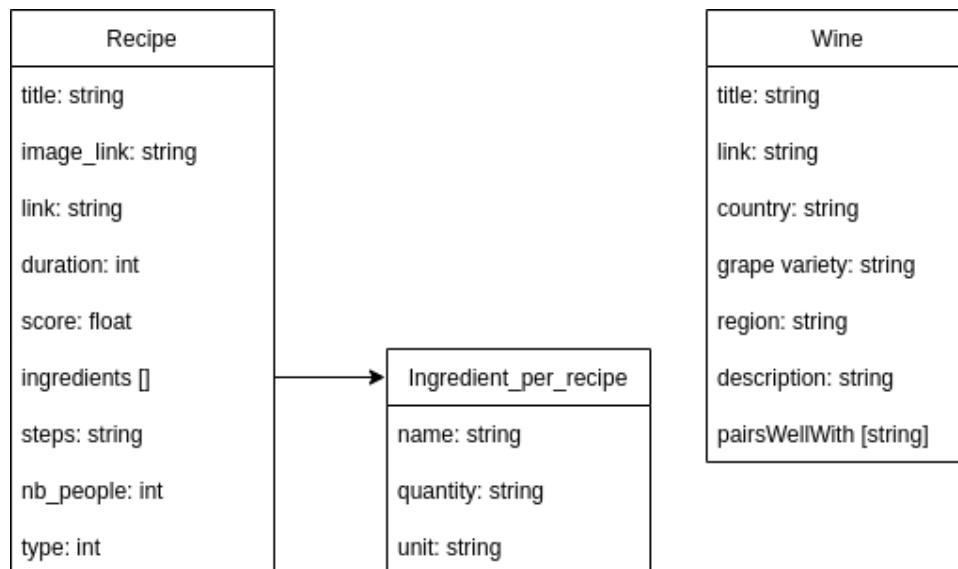 Recipe
title: string
image_link: string
link: string
duration: int
score: float
ingredients []
steps: string
nb_people: int
type: int
Ingredient_per_recipe
name: string
quantity: string
unit: string
Wine
title: string
link: string
country: string
grape variety: string
region: string
description: string
pairsWellWith [string]